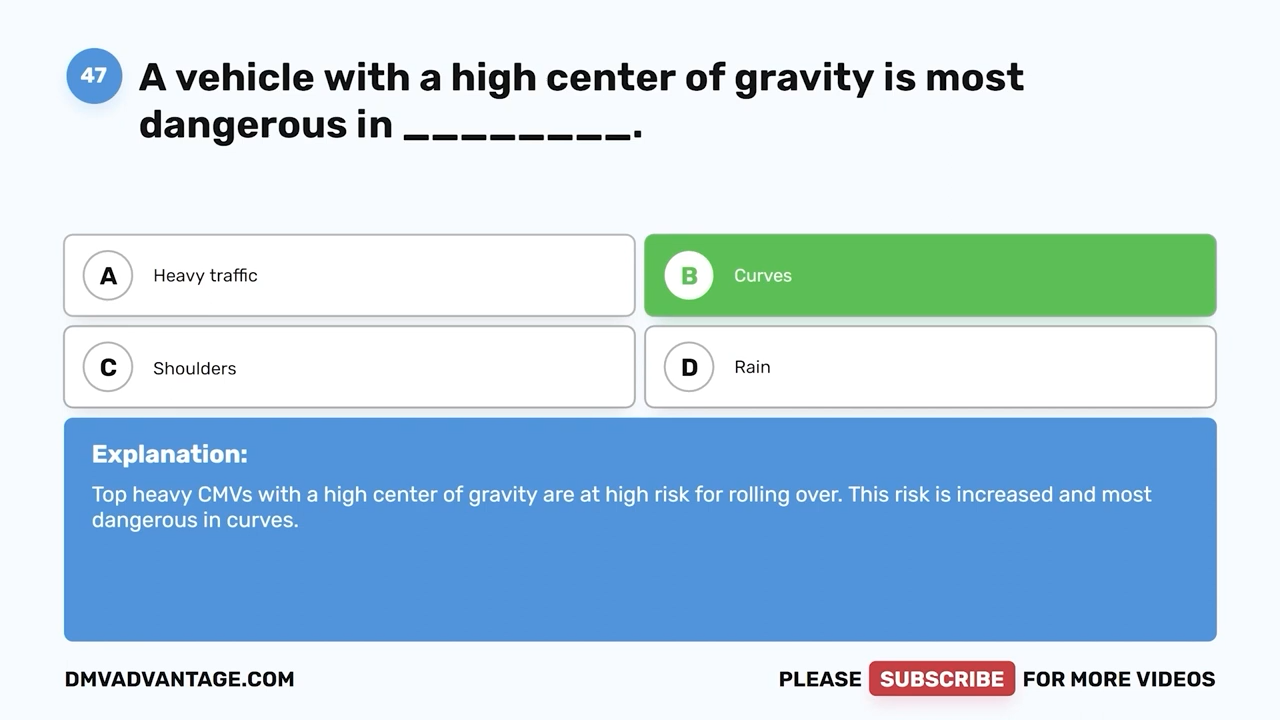 47
A vehicle with a high center of gravity is most
dangerous in ________.
A Heavy traffic
B Curves
C Shoulders
D Rain
Explanation:
Top heavy CMVs with a high center of gravity are at high risk for rolling over. This risk is increased and most
dangerous in curves.
DMVADVANTAGE.COM
PLEASE SUBSCRIBE FOR MORE VIDEOS